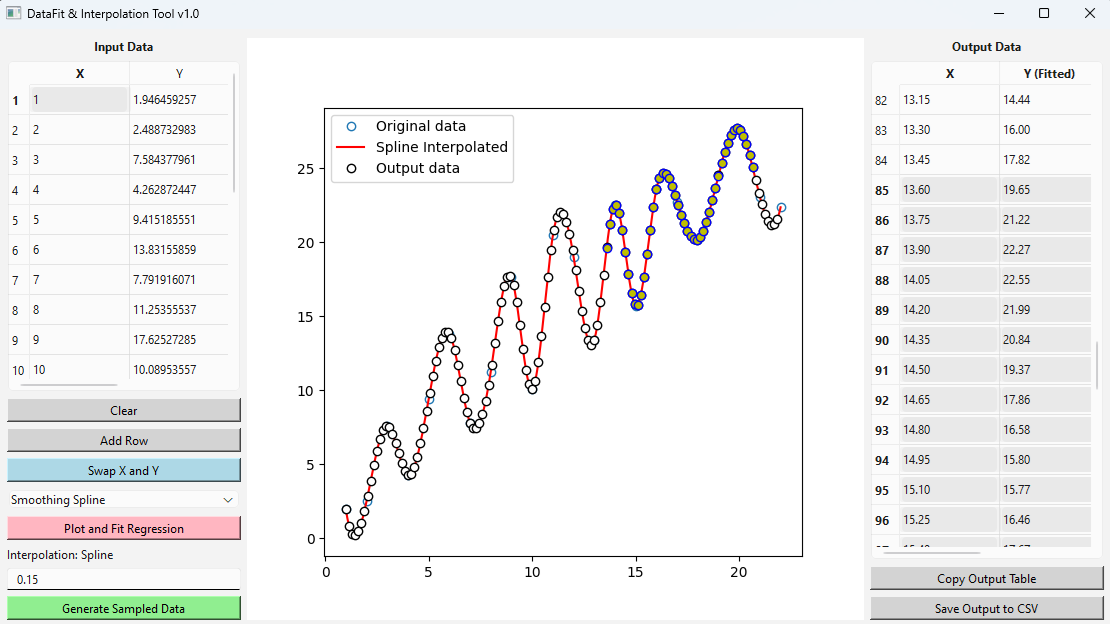 DataFit & Interpolation Tool v1.0
Input Data
X Y
1 1 1.946459257
2 2 2.488732983
3 3 7.584377961
4 4 4.262872447
5 5 9.415185551
6 6 13.83155859
7 7 7.791916071
8 8 11.25355537
9 9 17.62527285
10 10 10.08953557
Clear
Add Row
Swap X and Y
Smoothing Spline
Plot and Fit Regression
Interpolation: Spline
0.15
Generate Sampled Data
Original data
Spline Interpolated
Output data
25
20
15
10
5
0
0 5 10 15 20
Output Data
X Y (Fitted)
82 13.15 14.44
83 13.30 16.00
84 13.45 17.82
85 13.60 19.65
86 13.75 21.22
87 13.90 22.27
88 14.05 22.55
89 14.20 21.99
90 14.35 20.84
91 14.50 19.37
92 14.65 17.86
93 14.80 16.58
94 14.95 15.80
95 15.10 15.77
96 15.25 16.46
Copy Output Table
Save Output to CSV